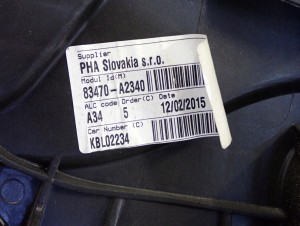 Supplier
PHA Slovakia s.r.o.
Modul Id(M)
83470-A2340
ALC code Order(C) Date
A34 5 12/02/2015
Car Number (C)
KBL02234